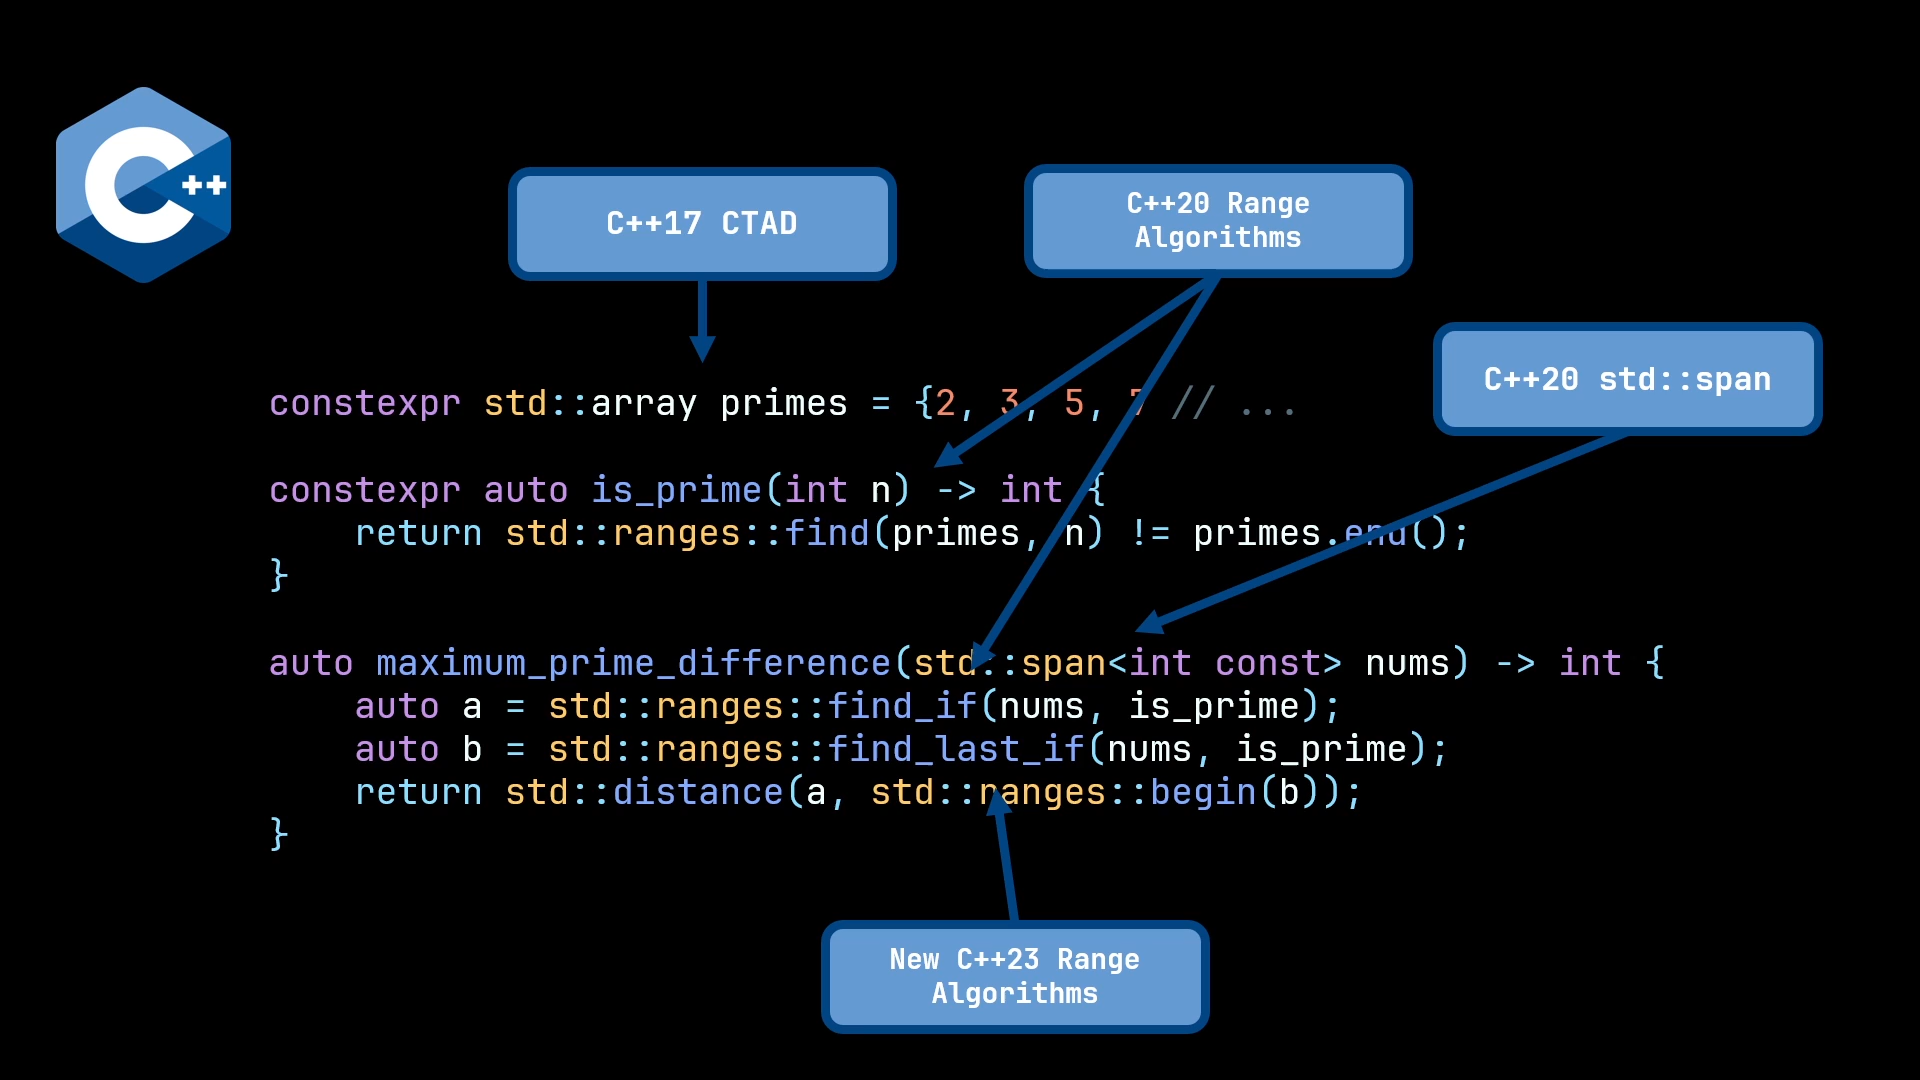 C++
C++17 CTAD
C++20 Range
Algorithms
C++20 std::span
constexpr std::array primes = {2, 3, 5, 7 // ...
constexpr auto is_prime(int n) -> int {
    return std::ranges::find(primes, n) != primes.end();
}
auto maximum_prime_difference(std::span<int const> nums) -> int {
    auto a = std::ranges::find_if(nums, is_prime);
    auto b = std::ranges::find_last_if(nums, is_prime);
    return std::distance(a, std::ranges::begin(b));
}
New C++23 Range
Algorithms